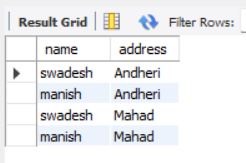 Result Grid Filter Rows:
name address
swadesh Andheri
manish Andheri
swadesh Mahad
manish Mahad